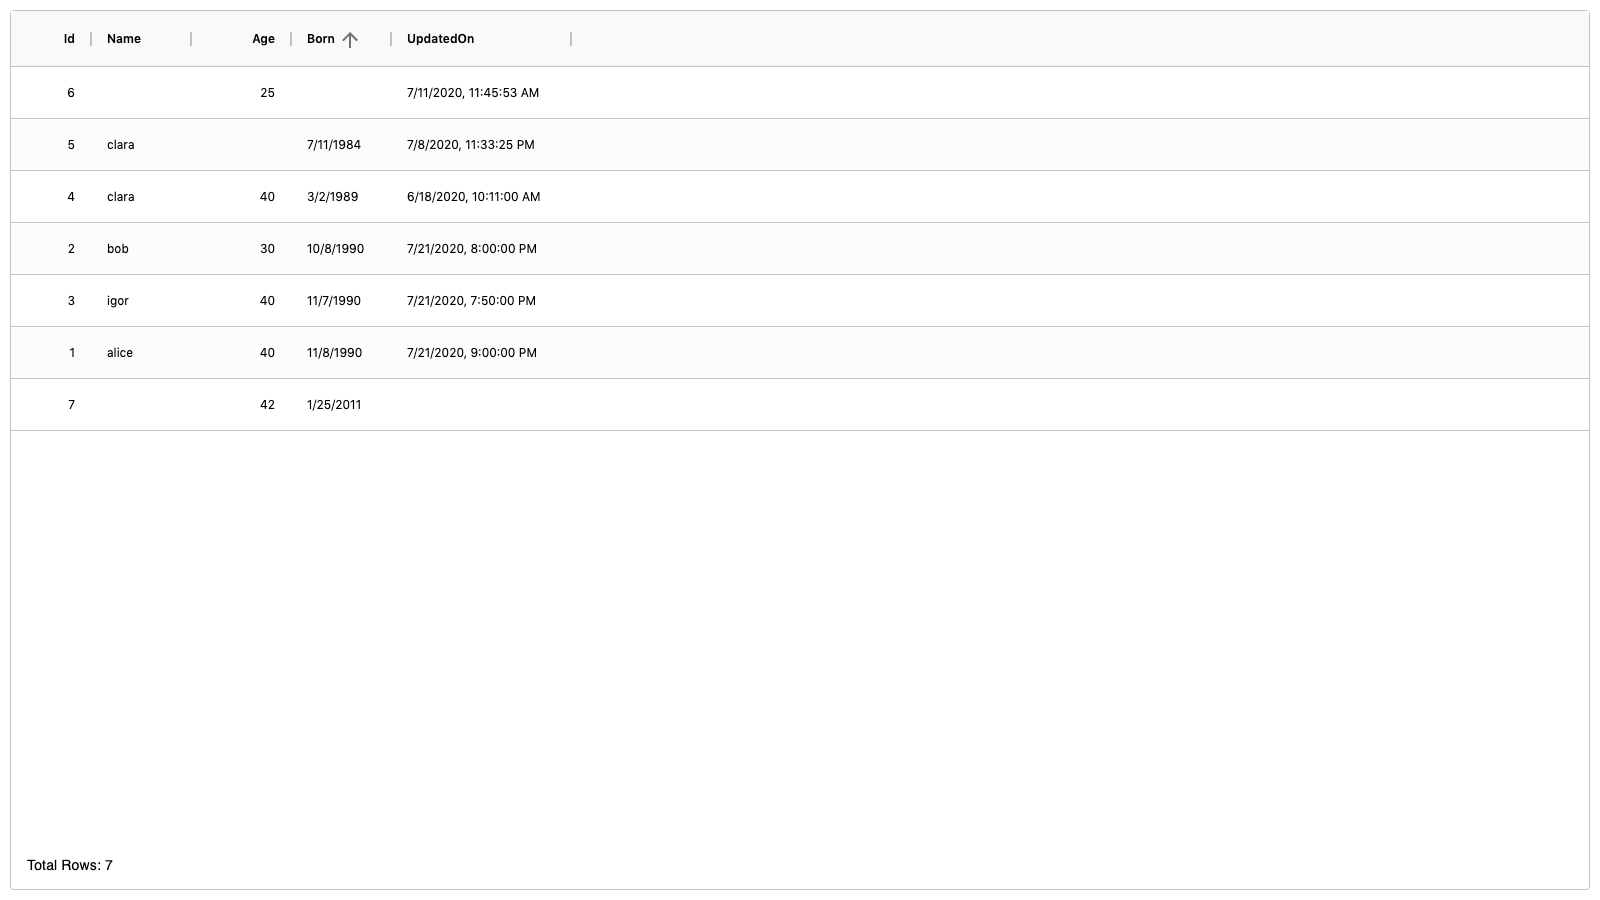 Id Name Age Born UpdatedOn
6 25 7/11/2020, 11:45:53 AM
5 clara 7/11/1984 7/8/2020, 11:33:25 PM
4 clara 40 3/2/1989 6/18/2020, 10:11:00 AM
2 bob 30 10/8/1990 7/21/2020, 8:00:00 PM
3 igor 40 11/7/1990 7/21/2020, 7:50:00 PM
1 alice 40 11/8/1990 7/21/2020, 9:00:00 PM
7 42 1/25/2011
Total Rows: 7